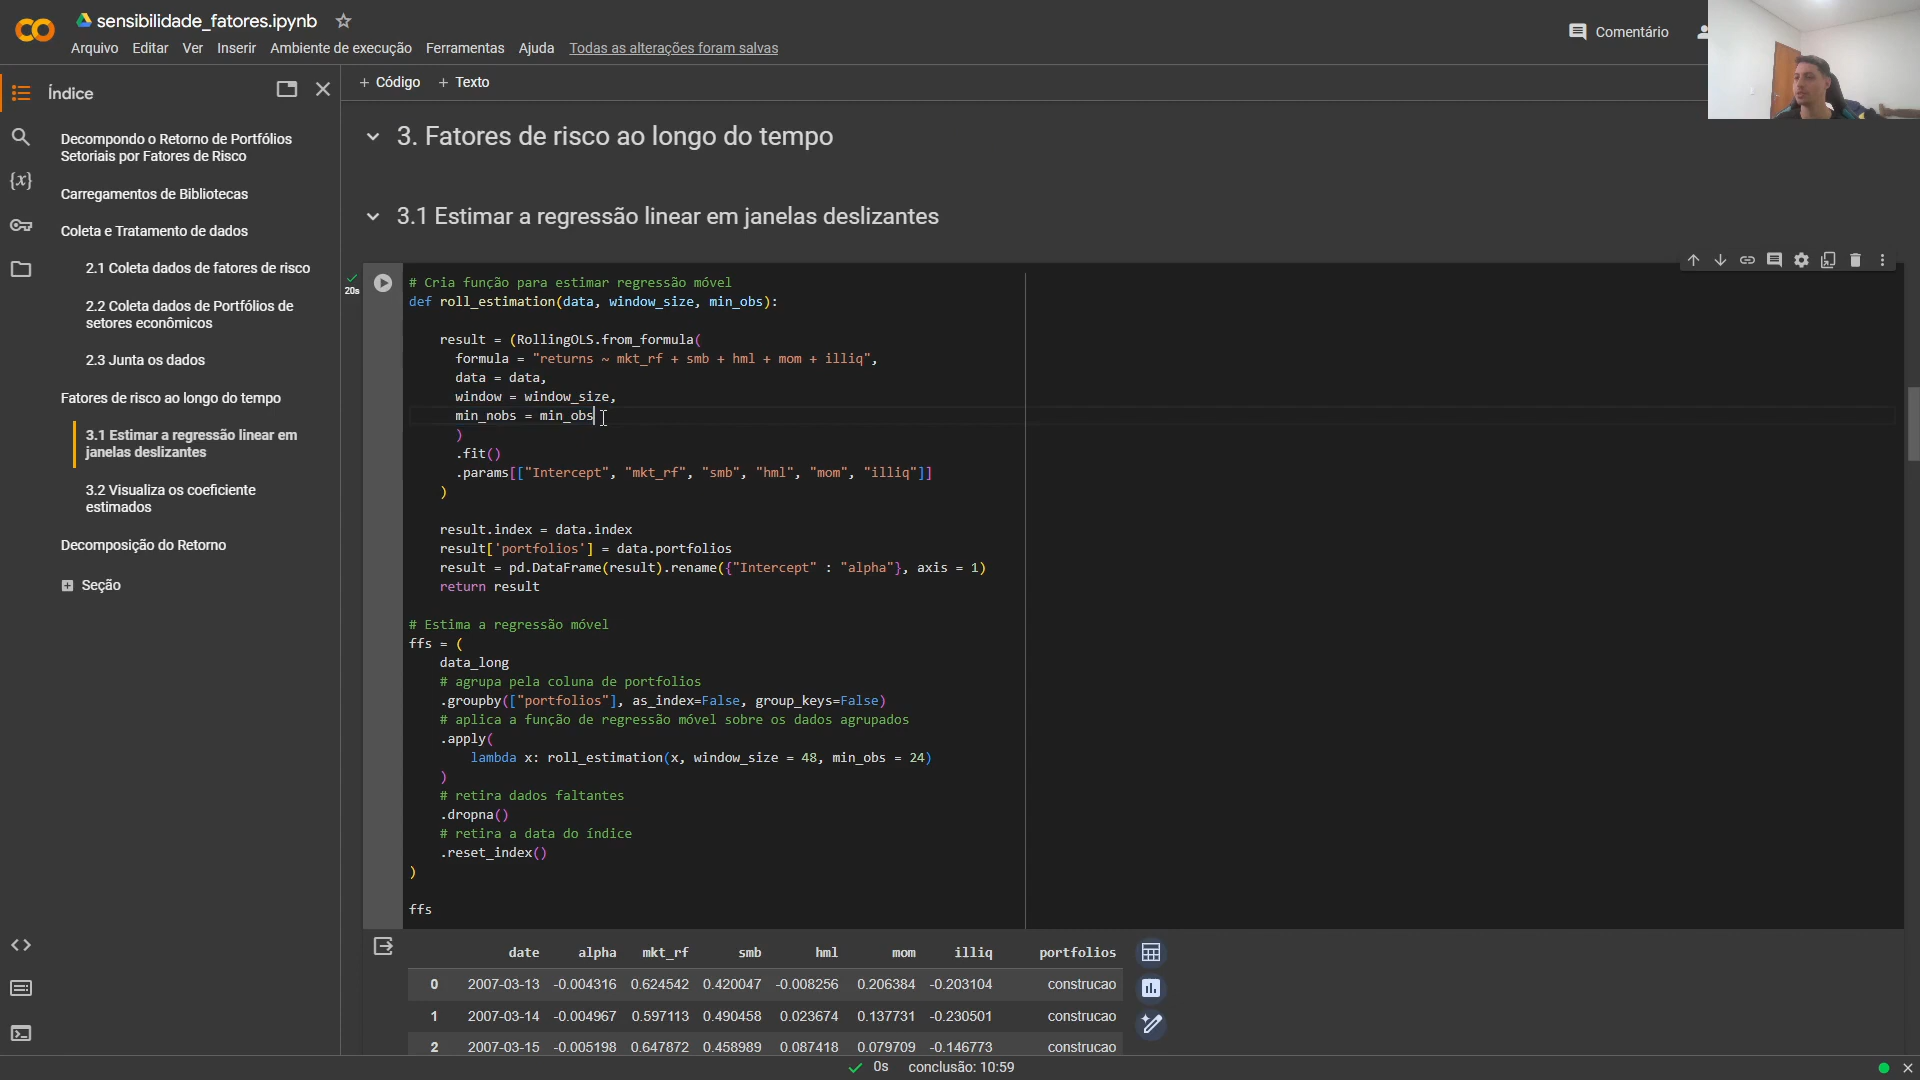 sensibilidade_fatores.ipynb
Arquivo Editar Ver Inserir Ambiente de execução Ferramentas Ajuda Todas as alterações foram salvas
Comentário
Índice
Decompondo o Retorno de Portfólios
Setoriais por Fatores de Risco
Carregamentos de Bibliotecas
Coleta e Tratamento de dados
2.1 Coleta dados de fatores de risco
2.2 Coleta dados de Portfólios de
setores econômicos
2.3 Junta os dados
Fatores de risco ao longo do tempo
3.1 Estimar a regressão linear em
janelas deslizantes
3.2 Visualiza os coeficiente
estimados
Decomposição do Retorno
Seção
+ Código + Texto
3. Fatores de risco ao longo do tempo
3.1 Estimar a regressão linear em janelas deslizantes
20s
# Cria função para estimar regressão móvel
def roll_estimation(data, window_size, min_obs):
result = (RollingOLS.from_formula(
formula = "returns ~ mkt_rf + smb + hml + mom + illiq",
data = data,
window = window_size,
min_nobs = min_obs
)
.fit()
.params[["Intercept", "mkt_rf", "smb", "hml", "mom", "illiq"]]
)
result.index = data.index
result['portfolios'] = data.portfolios
result = pd.DataFrame(result).rename({"Intercept" : "alpha"}, axis = 1)
return result
# Estima a regressão móvel
ffs = (
data_long
# agrupa pela coluna de portfolios
.groupby(["portfolios"], as_index=False, group_keys=False)
# aplica a função de regressão móvel sobre os dados agrupados
.apply(
lambda x: roll_estimation(x, window_size = 48, min_obs = 24)
)
# retira dados faltantes
.dropna()
# retira a data do índice
.reset_index()
)
ffs
date alpha mkt_rf smb hml mom illiq portfolios
0 2007-03-13 -0.004316 0.624542 0.420047 -0.008256 0.206384 -0.203104 construcao
1 2007-03-14 -0.004967 0.597113 0.490458 0.023674 0.137731 -0.230501 construcao
2 2007-03-15 -0.005198 0.647872 0.458989 0.087418 0.079709 -0.146773 construcao
0s conclusão: 10:59